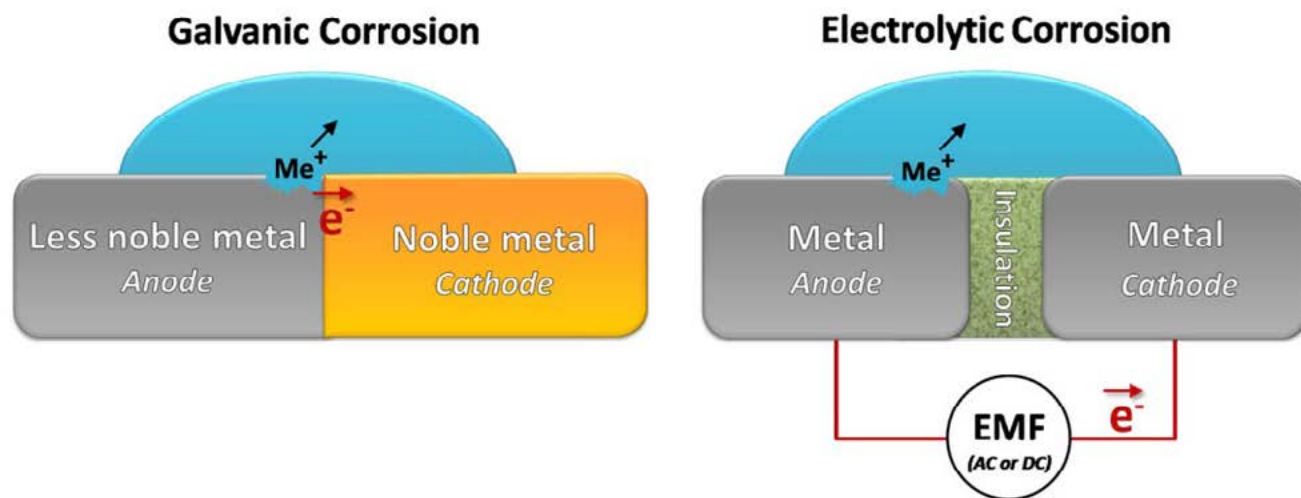 Galvanic Corrosion
Me⁺
e⁻
Less noble metal
Anode
Noble metal
Cathode
Electrolytic Corrosion
Me⁺
Metal
Anode
Insulation
Metal
Cathode
EMF
(AC or DC)
e⁻